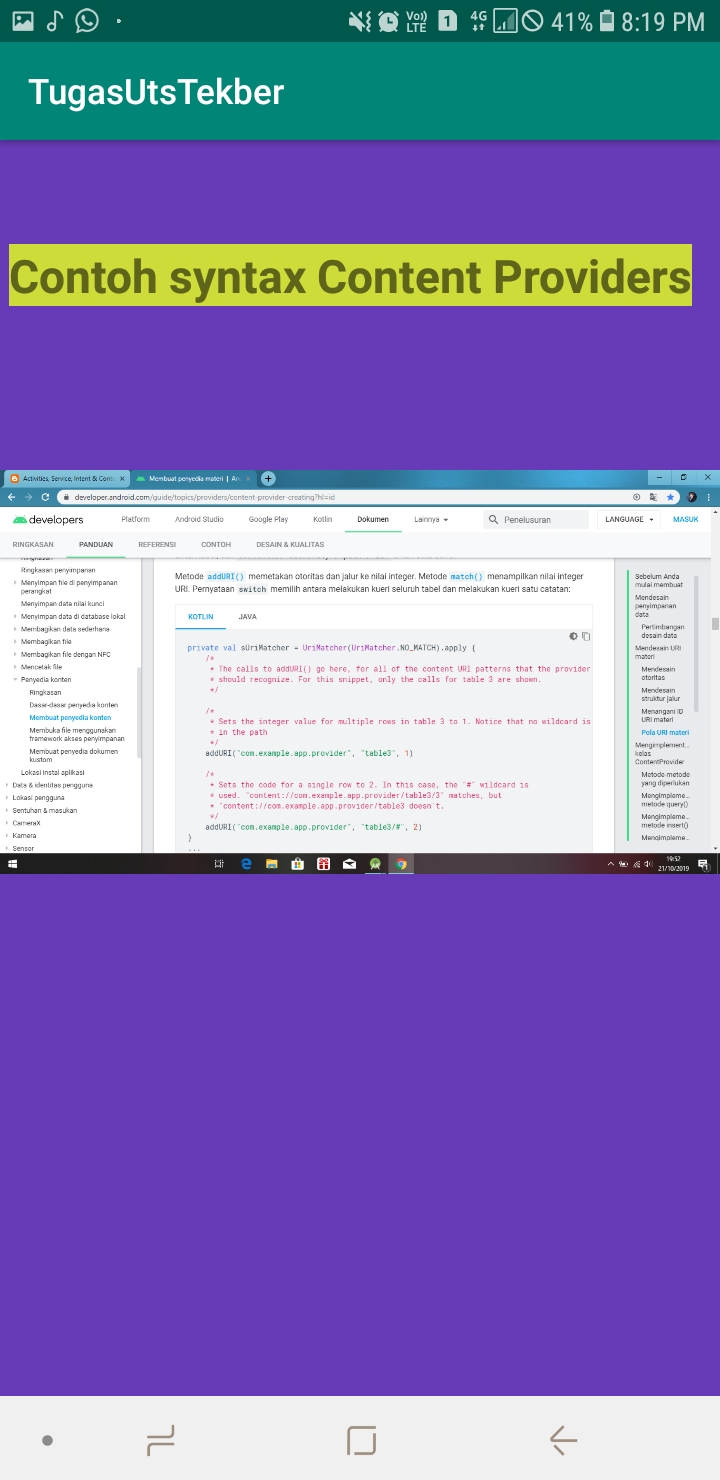 Vo)) LTE 1 4G 41% 8:19 PM
TugasUtsTekber
Contoh syntax Content Providers
Activities, Service, Intent & Conte
Membuat penyedia materi | An
developer.android.com/guide/topics/providers/content-provider-creating?hl=id
developers Platform Android Studio Google Play Kotlin Dokumen Lainnya Penelusuran LANGUAGE MASUK
RINGKASAN PANDUAN REFERENSI CONTOH DESAIN & KUALITAS
Ringkasan penyimpanan
Menyimpan file di penyimpanan
perangkat
Menyimpan data nilai kunci
Menyimpan data di database lokal
Membagikan data sederhana
Membagikan file
Membagikan file dengan NFC
Mencetak file
Penyedia konten
Ringkasan
Dasar-dasar penyedia konten
Membuat penyedia konten
Membuka file menggunakan
framework akses penyimpanan
Membuat penyedia dokumen
kustom
Lokasi instal aplikasi
Data & identitas pengguna
Lokasi pengguna
Sentuhan & masukan
CameraX
Kamera
Sensor
Metode addURI() memetakan otoritas dan jalur ke nilai integer. Metode match() menampilkan nilai integer
URI. Pernyataan switch memilih antara melakukan kueri seluruh tabel dan melakukan kueri satu catatan:
KOTLIN JAVA
private val sUriMatcher = UriMatcher(UriMatcher.NO_MATCH).apply {
/*
* The calls to addURI() go here, for all of the content URI patterns that the provider
* should recognize. For this snippet, only the calls for table 3 are shown.
*/
/*
* Sets the integer value for multiple rows in table 3 to 1. Notice that no wildcard is
* in the path
*/
addURI("com.example.app.provider", "table3", 1)
/*
* Sets the code for a single row to 2. In this case, the "#" wildcard is
* used. "content://com.example.app.provider/table3/3" matches, but
* "content://com.example.app.provider/table3 doesn't.
*/
addURI("com.example.app.provider", "table3/#", 2)
}
...
Sebelum Anda
mulai membuat
Mendesain
penyimpanan
data
Pertimbangan
desain data
Mendesain URI
materi
Mendesain
otoritas
Mendesain
struktur jalur
Menangani ID
URI materi
Pola URI materi
Mengimplement...
kelas
ContentProvider
Metode-metode
yang diperlukan
Mengimpleme...
metode query()
Mengimpleme...
metode insert()
Mengimpleme...
19:52
21/10/2019